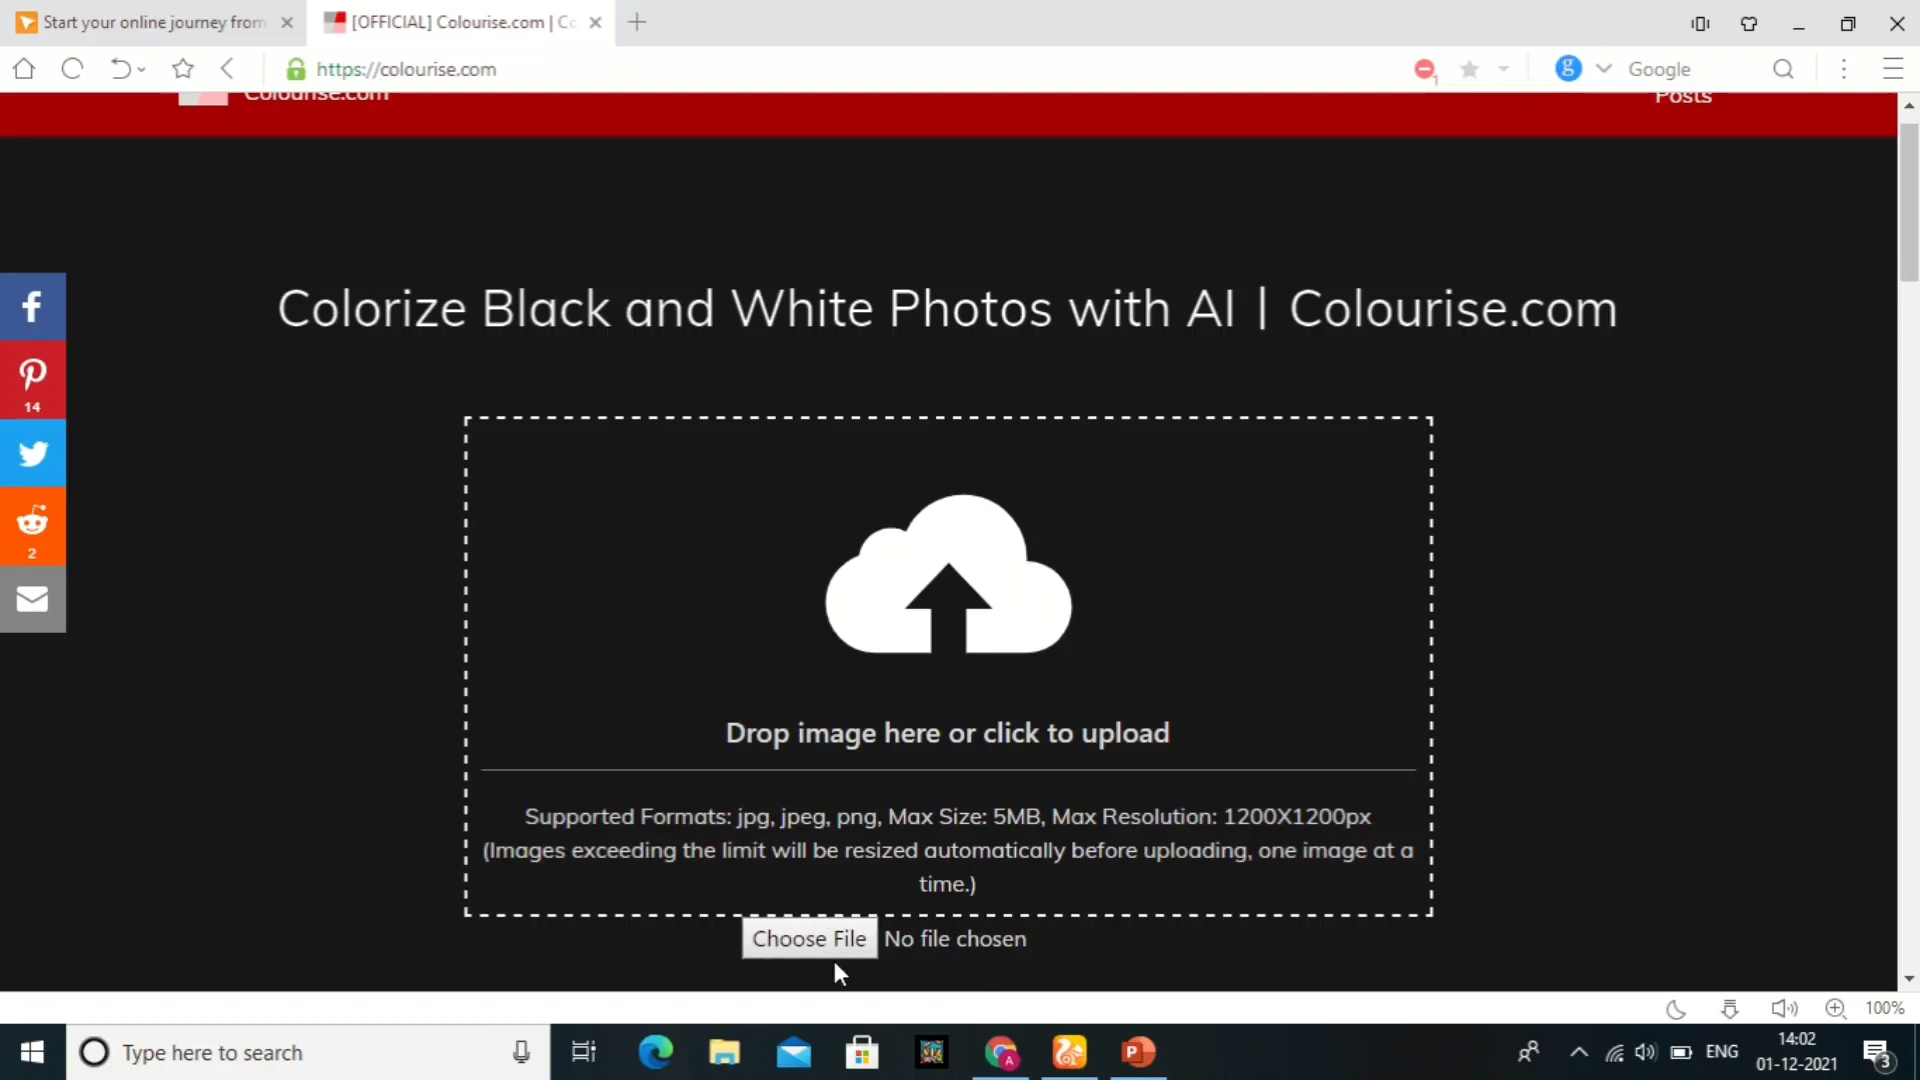 Start your online journey from
[OFFICIAL] Colourise.com | Co
https://colourise.com
1
g
Google
Colourise.com
Posts
Colorize Black and White Photos with AI | Colourise.com
14
2
Drop image here or click to upload
Supported Formats: jpg, jpeg, png, Max Size: 5MB, Max Resolution: 1200X1200px
(Images exceeding the limit will be resized automatically before uploading, one image at a
time.)
Choose File
No file chosen
100%
Type here to search
A
P
ENG
14:02
01-12-2021
3